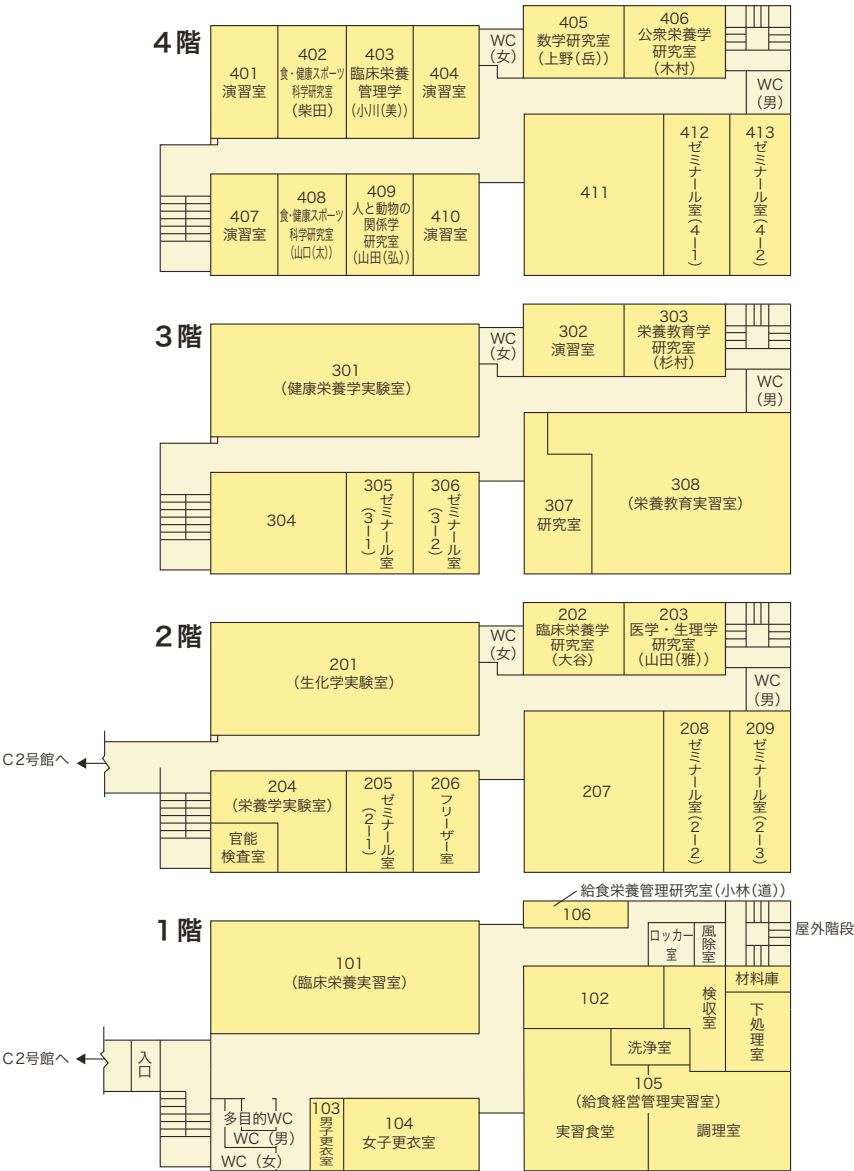 4階
401
演習室
402
食・健康スポーツ
科学研究室
(柴田)
403
臨床栄養
管理学
(小川(美))
404
演習室
WC
(女)
405
数学研究室
(上野(岳))
406
公衆栄養学
研究室
(木村)
WC
(男)
407
演習室
408
食・健康スポーツ
科学研究室
(山口(太))
409
人と動物の
関係学
研究室
(山田(弘))
410
演習室
411
412
ゼミナール室(4ー1)
413
ゼミナール室(4ー2)
3階
301
(健康栄養学実験室)
WC
(女)
302
演習室
303
栄養教育学
研究室
(杉村)
WC
(男)
304
305
ゼミナール室
(3ー1)
306
ゼミナール室
(3ー2)
307
研究室
308
(栄養教育実習室)
2階
201
(生化学実験室)
WC
(女)
202
臨床栄養学
研究室
(大谷)
203
医学・生理学
研究室
(山田(雅))
WC
(男)
C2号館へ
204
(栄養学実験室)
官能
検査室
205
ゼミナール室
(2ー1)
206
フリーザー室
207
208
ゼミナール室(2ー2)
209
ゼミナール室(2ー3)
1階
給食栄養管理研究室(小林(道))
106
101
(臨床栄養実習室)
ロッカー
室
風除室
屋外階段
102
検収室
材料庫
下処理室
洗浄室
C2号館へ
入口
多目的WC
WC(男)
WC(女)
103
男子更衣室
104
女子更衣室
105
(給食経営管理実習室)
実習食堂
調理室